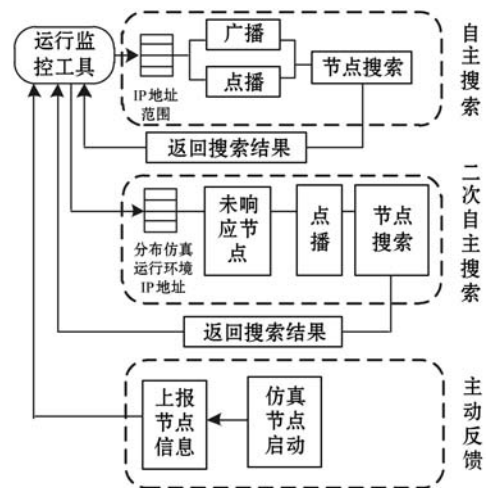 运行监
控工具
IP地址
范围
广播
点播
节点搜索
返回搜索结果
自主搜索
分布仿真
运行环境
IP地址
未响
应节
点
点
播
节点
搜索
返回搜索结果
二次自主搜索
上报
节点
信息
仿真
节点
启动
主动反馈